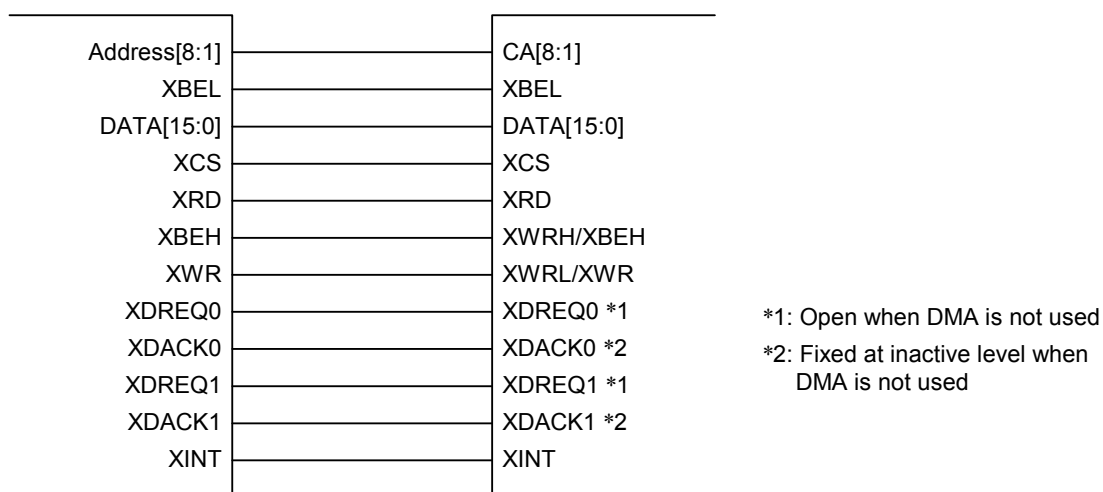 Address[8:1] CA[8:1]
XBEL XBEL
DATA[15:0] DATA[15:0]
XCS XCS
XRD XRD
XBEH XWRH/XBEH
XWR XWRL/XWR
XDREQ0 XDREQ0 *1
XDACK0 XDACK0 *2
XDREQ1 XDREQ1 *1
XDACK1 XDACK1 *2
XINT XINT
*1: Open when DMA is not used
*2: Fixed at inactive level when
DMA is not used